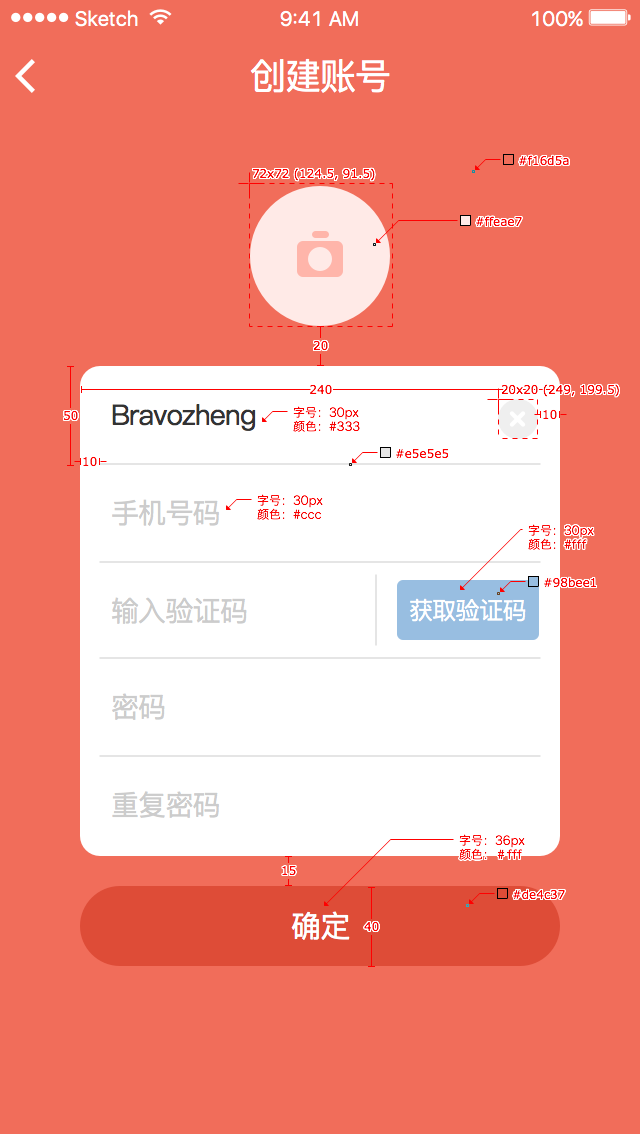 Sketch 9:41 AM 100%
创建账号
#f16d5a
72x72 (124.5, 91.5)
#ffeae7
20
240
20x20 (249, 199.5)
50
Bravozheng
字号：30px
颜色：#333
10
#e5e5e5
10
手机号码
字号：30px
颜色：#ccc
字号：30px
颜色：#fff
#98bee1
输入验证码
获取验证码
密码
重复密码
字号：36px
颜色：#fff
15
#de4c37
确定
40